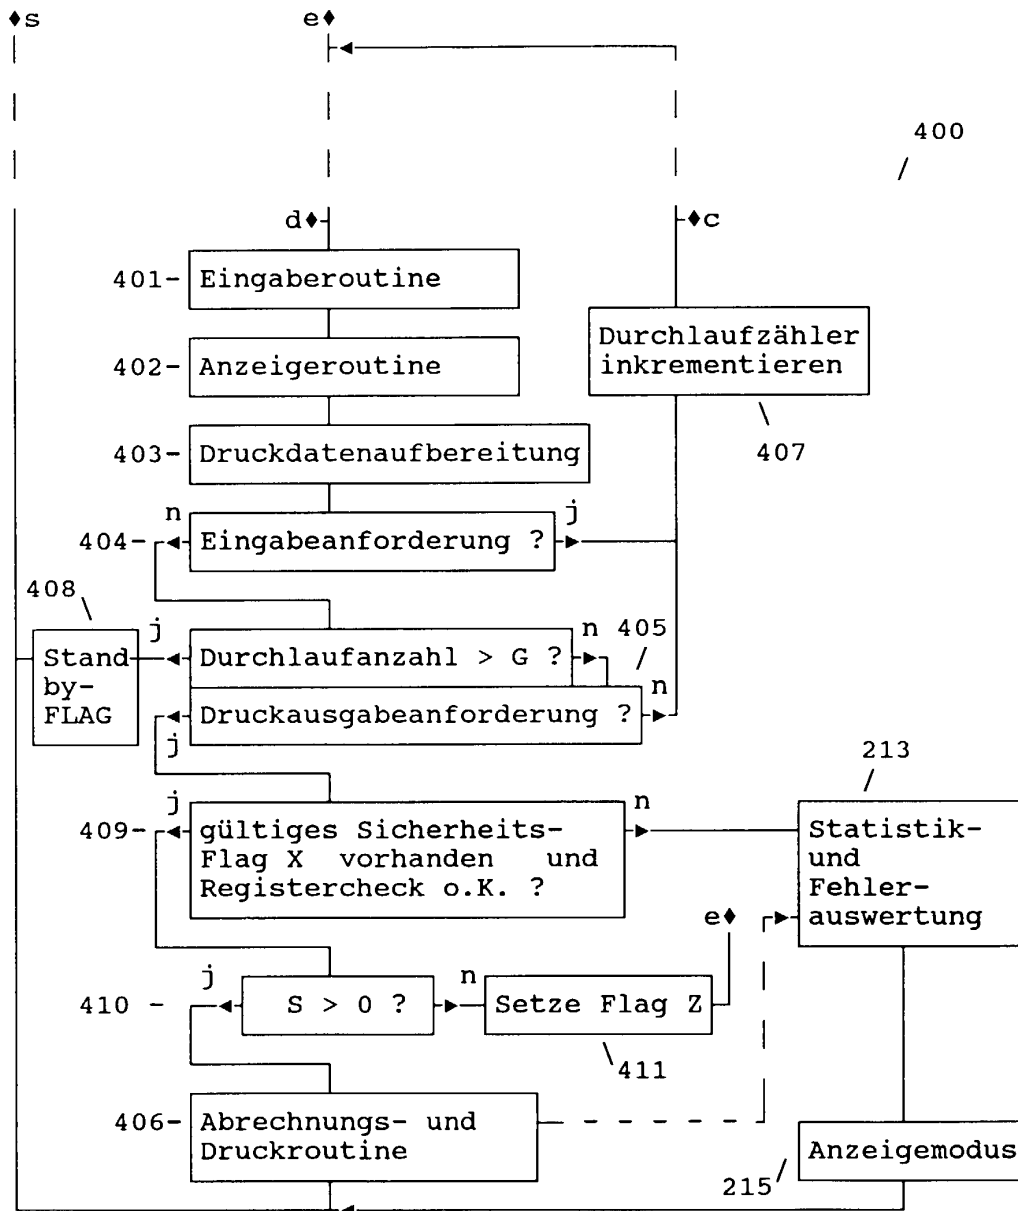 ♦s
e♦
400
d♦
♦c
401-
Eingaberoutine
Durchlaufzähler
inkrementieren
402-
Anzeigeroutine
407
403-
Druckdatenaufbereitung
n
j
404-
Eingabeanforderung ?
408
405
j
n
Stand
by-
FLAG
Durchlaufanzahl > G ?
n
Druckausgabeanforderung ?
j
213
j
n
409-
gültiges Sicherheits-
Flag X vorhanden und
Registercheck o.K. ?
Statistik-
und
Fehler-
auswertung
e♦
j
n
410 -
S > 0 ?
Setze Flag Z
411
406-
Abrechnungs- und
Druckroutine
Anzeigemodus
215